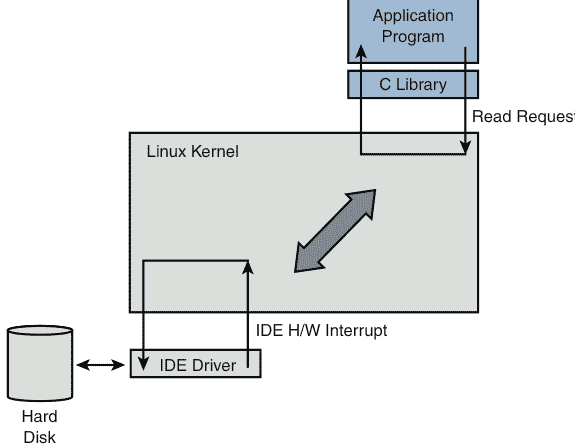 Application
Program
C Library
Read Request
Linux Kernel
IDE H/W Interrupt
IDE Driver
Hard
Disk